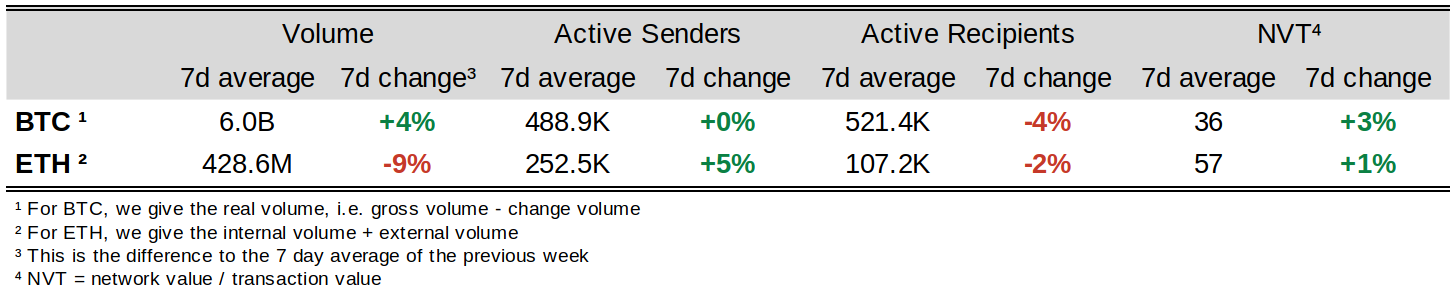 Volume Active Senders Active Recipients NVT⁴
7d average 7d change³ 7d average 7d change 7d average 7d change 7d average 7d change
BTC ¹ 6.0B +4% 488.9K +0% 521.4K -4% 36 +3%
ETH ² 428.6M -9% 252.5K +5% 107.2K -2% 57 +1%
¹ For BTC, we give the real volume, i.e. gross volume - change volume
² For ETH, we give the internal volume + external volume
³ This is the difference to the 7 day average of the previous week
⁴ NVT = network value / transaction value